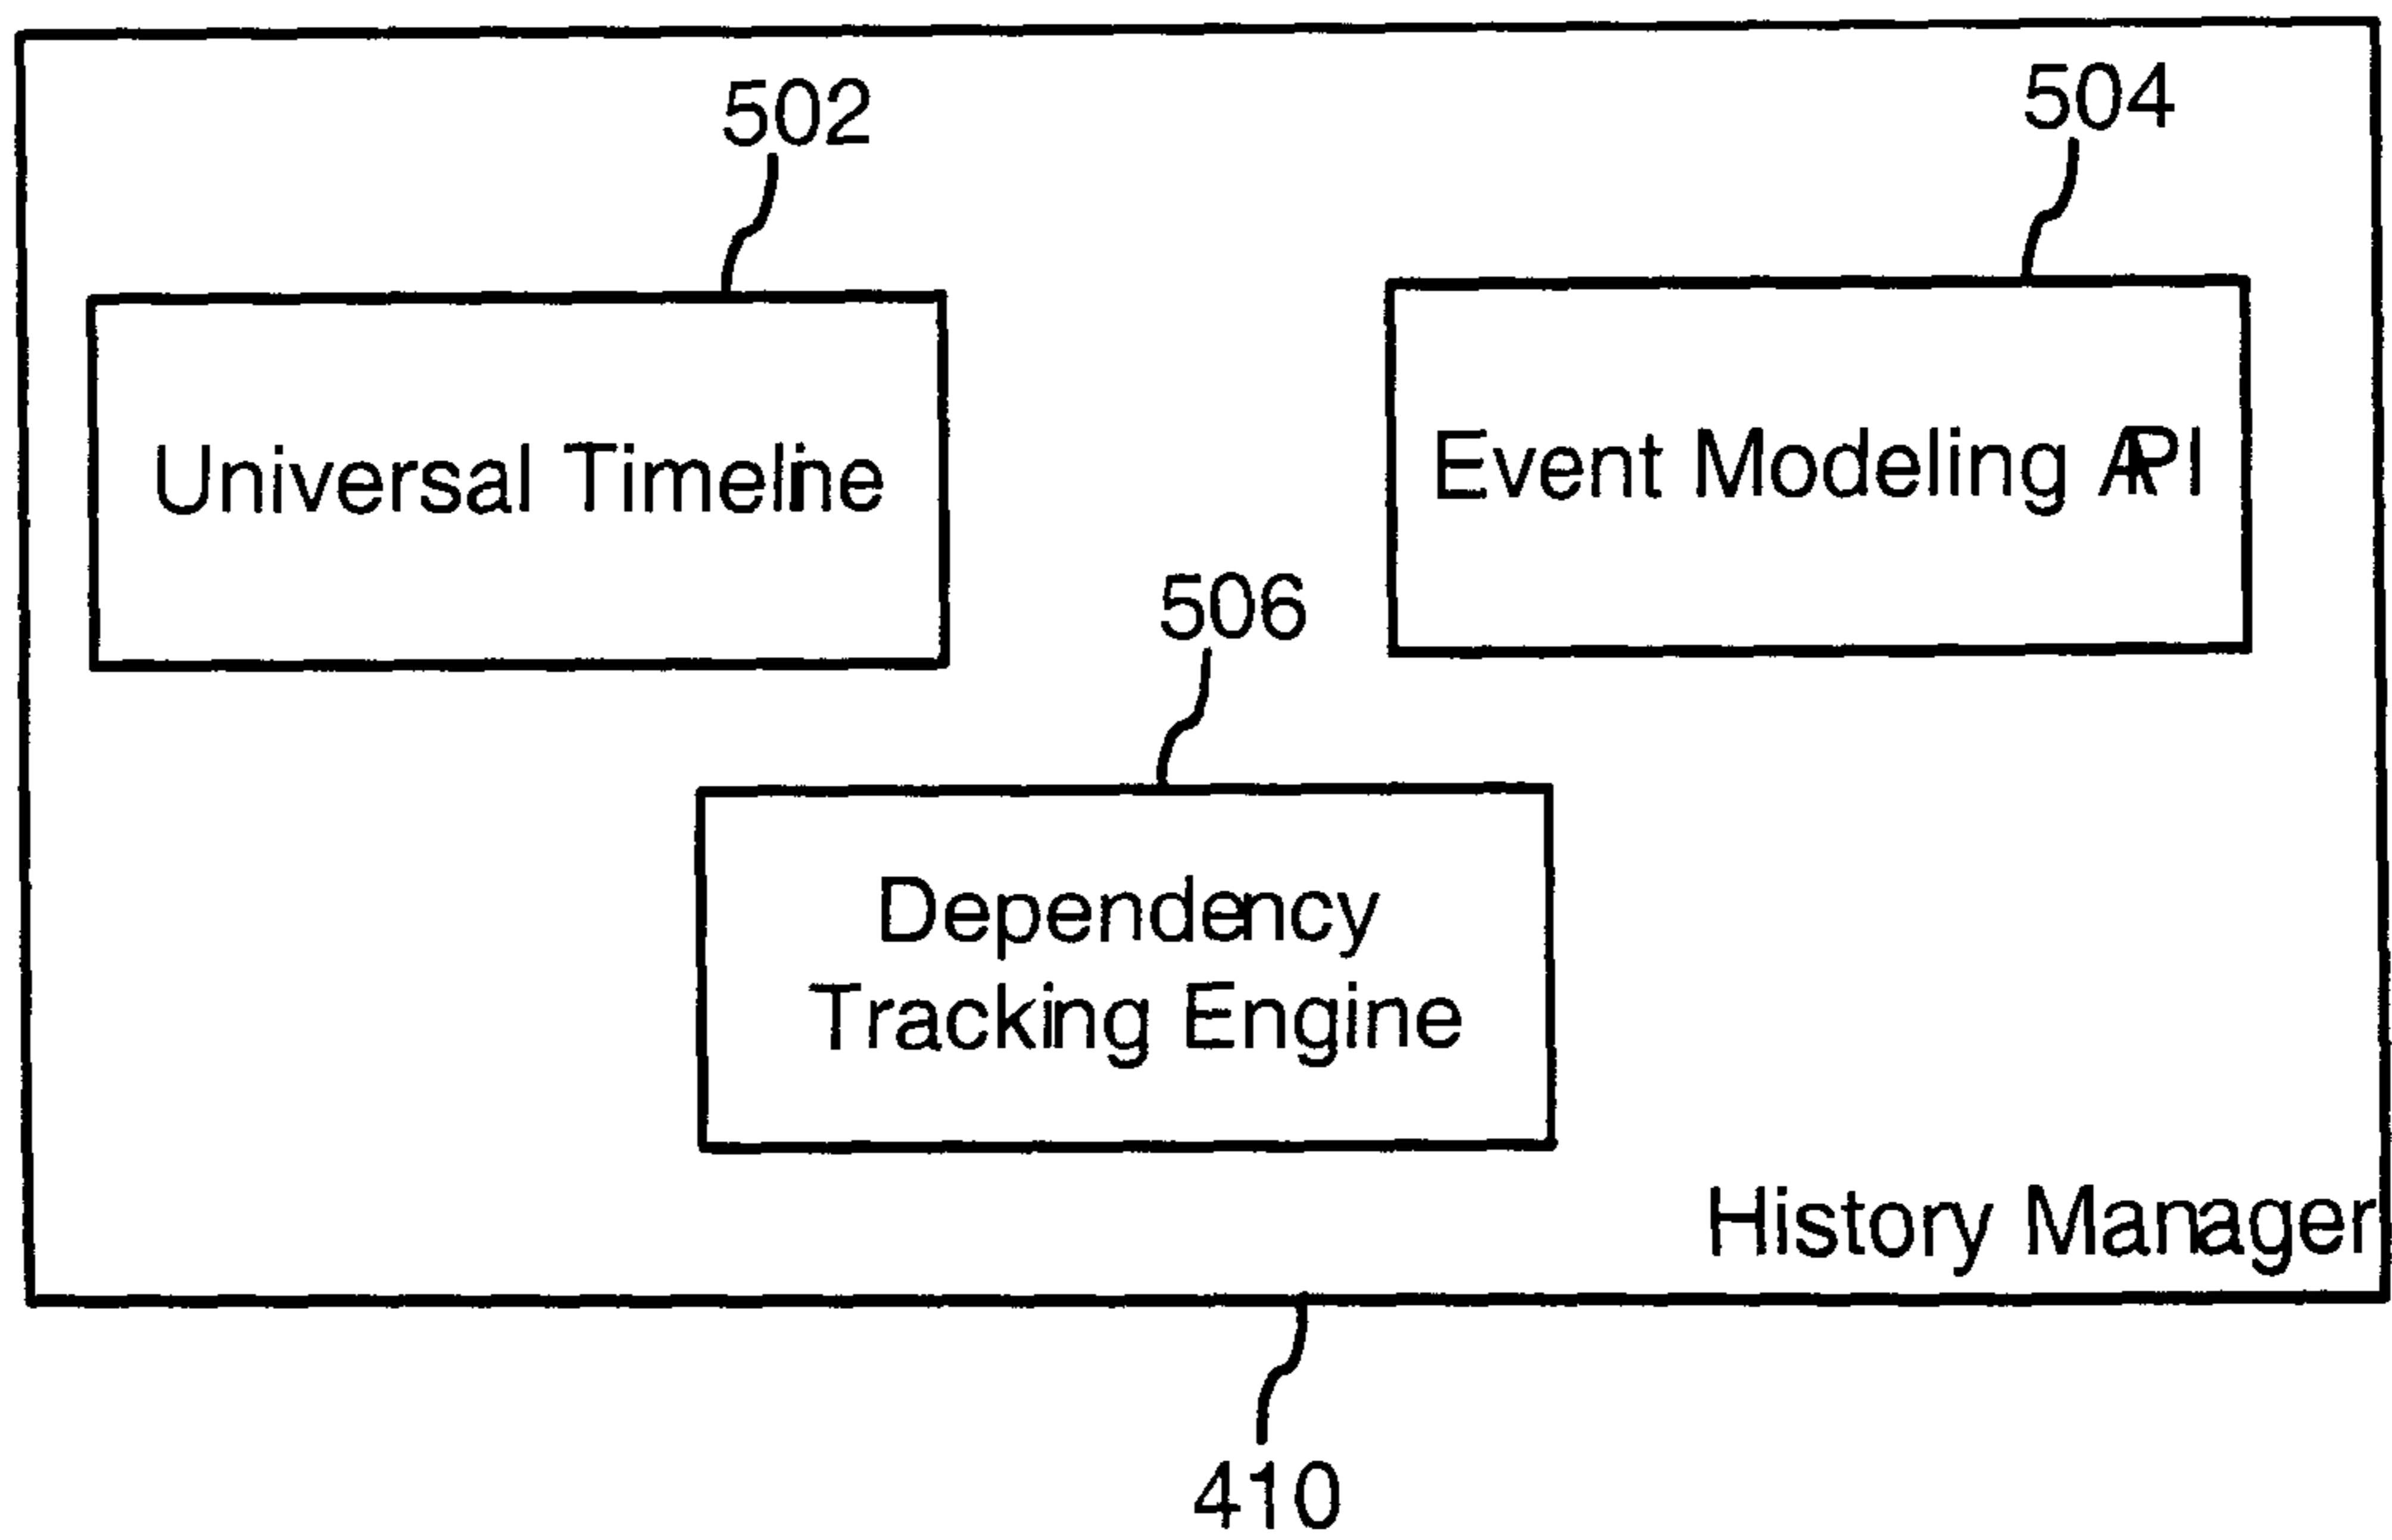 502
504
Universal Timeline
Event Modeling API
506
Dependency
Tracking Engine
History Manager
410